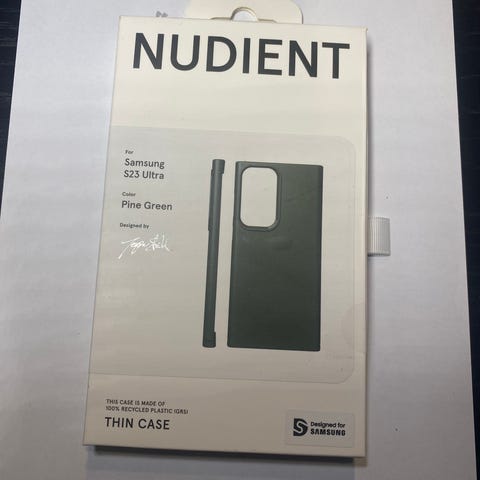 NUDIENT
For
Samsung
S23 Ultra
Color
Pine Green
Designed by
THIS CASE IS MADE OF
100% RECYCLED PLASTIC (GRS)
THIN CASE
Designed for
SAMSUNG